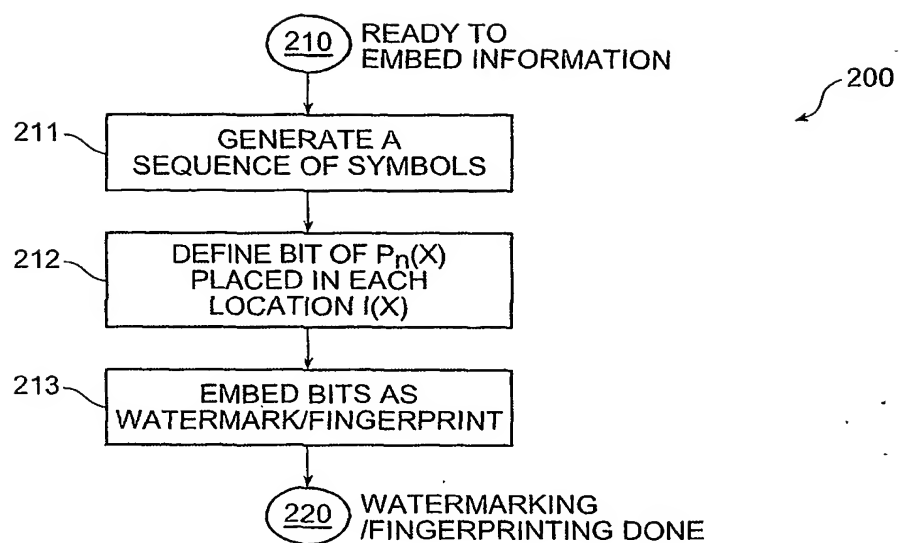 210 READY TO
EMBED INFORMATION
200
211
GENERATE A
SEQUENCE OF SYMBOLS
212
DEFINE BIT OF Pn(X)
PLACED IN EACH
LOCATION I(X)
213
EMBED BITS AS
WATERMARK/FINGERPRINT
220 WATERMARKING
/FINGERPRINTING DONE